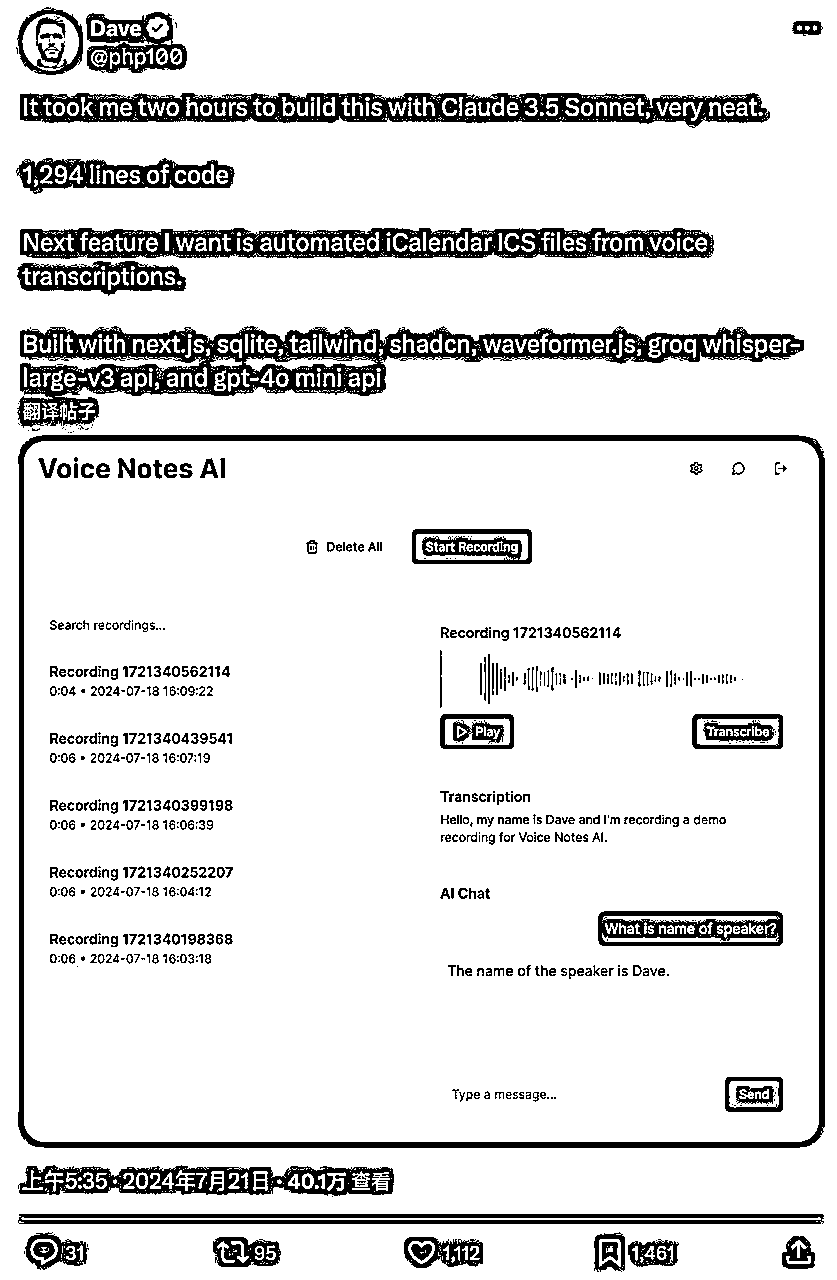 Dave
@php100
It took me two hours to build this with Claude 3.5 Sonnet, very neat.
1,294 lines of code
Next feature I want is automated iCalendar ICS files from voice
transcriptions.
Built with next.js, sqlite, tailwind, shadcn, waveformer.js, groq whisper-
large-v3 api, and gpt-4o mini api
翻译帖子
Voice Notes AI
Delete All
Start Recording
Search recordings...
Recording 1721340562114
0:04 • 2024-07-18 16:09:22
Recording 1721340439541
0:06 • 2024-07-18 16:07:19
Recording 1721340399198
0:06 • 2024-07-18 16:06:39
Recording 1721340252207
0:06 • 2024-07-18 16:04:12
Recording 1721340198368
0:06 • 2024-07-18 16:03:18
Recording 1721340562114
Play
Transcribe
Transcription
Hello, my name is Dave and I'm recording a demo
recording for Voice Notes AI.
AI Chat
What is name of speaker?
The name of the speaker is Dave.
Type a message...
Send
上午5:35 · 2024年7月21日 · 40.1万 查看
31 95 1,112 1,461